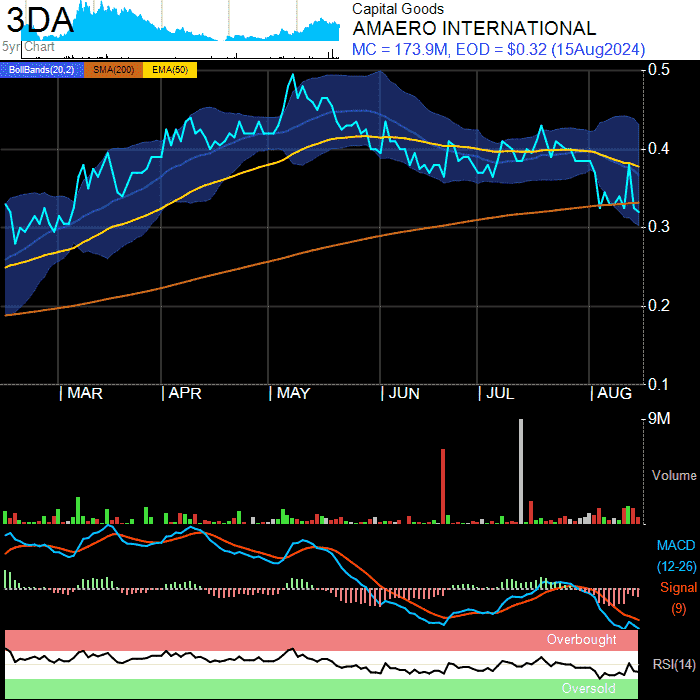 3DA
5yr Chart
Capital Goods
AMAERO INTERNATIONAL
MC = 173.9M, EOD = $0.32 (15Aug2024)
BollBands(20,2) SMA(200) EMA(50)
0.5
0.4
0.3
0.2
0.1
| MAR | APR | MAY | JUN | JUL | AUG
9M
Volume
MACD
(12-26)
Signal
(9)
Overbought
RSI(14)
Oversold